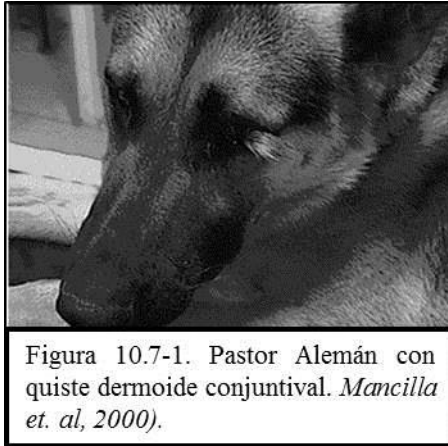 Figura 10.7-1. Pastor Alemán con
quiste dermoide conjuntival. Mancilla
et. al, 2000).